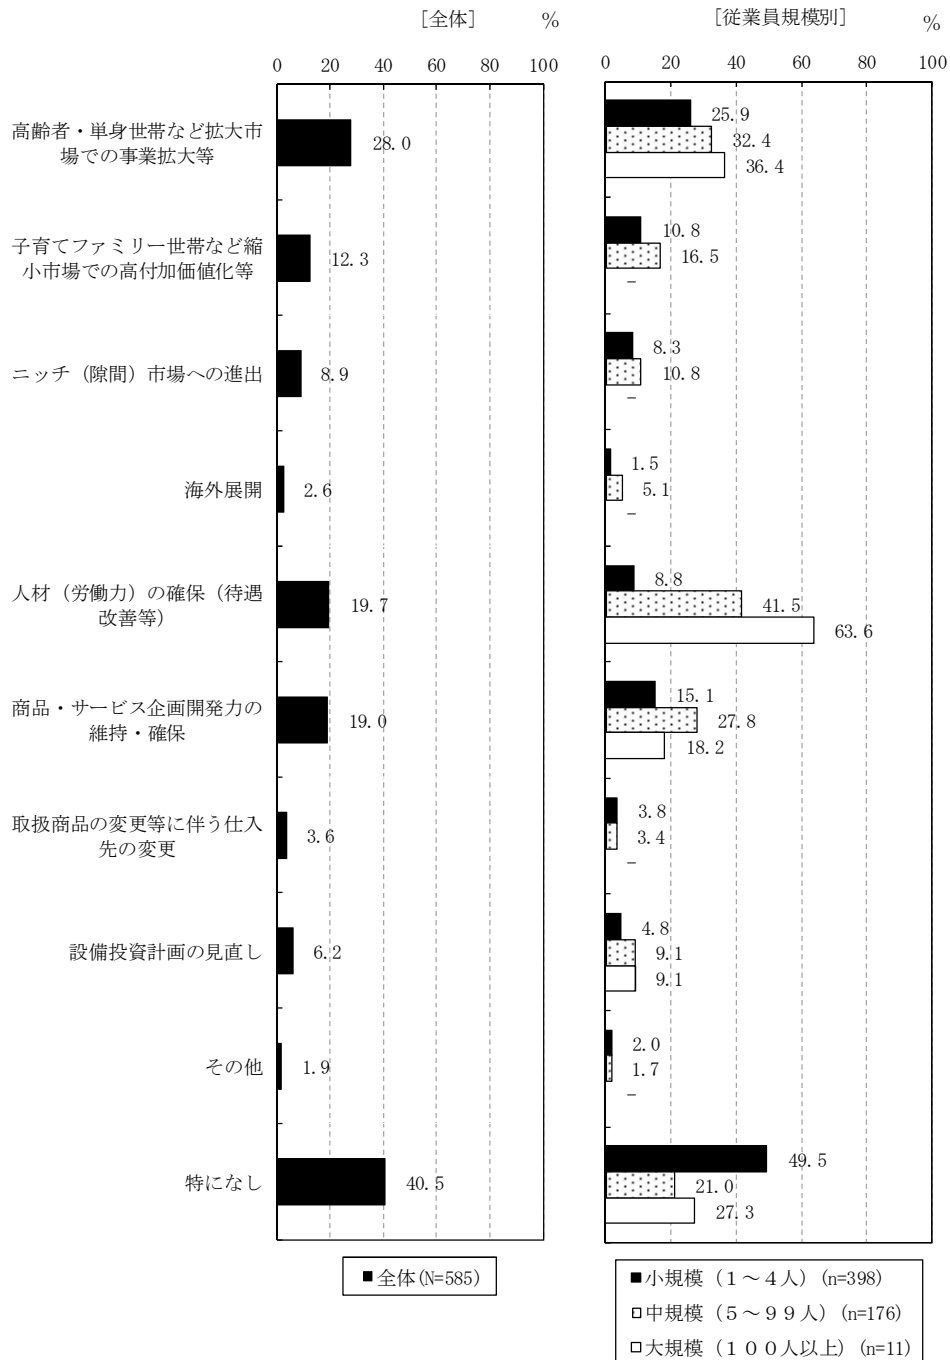 ［全体］
%
［従業員規模別］
%
0 20 40 60 80 100
0 20 40 60 80 100
高齢者・単身世帯など拡大市
場での事業拡大等
28.0
25.9
32.4
36.4
子育てファミリー世帯など縮
小市場での高付加価値化等
12.3
10.8
16.5
–
ニッチ（隙間）市場への進出
8.9
8.3
10.8
–
海外展開
2.6
1.5
5.1
–
人材（労働力）の確保（待遇
改善等）
19.7
8.8
41.5
63.6
商品・サービス企画開発力の
維持・確保
19.0
15.1
27.8
18.2
取扱商品の変更等に伴う仕入
先の変更
3.6
3.8
3.4
–
設備投資計画の見直し
6.2
4.8
9.1
9.1
その他
1.9
2.0
1.7
–
特になし
40.5
49.5
21.0
27.3
全体(N=585)
小規模（１～４人）(n=398)
中規模（５～９９人）(n=176)
大規模（１００人以上）(n=11)